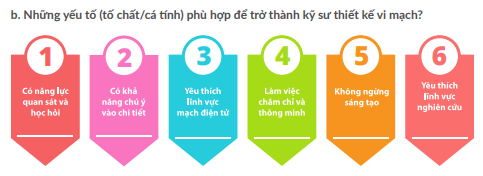 b. Những yếu tố (tố chất/cá tính) phù hợp để trở thành kỹ sư thiết kế vi mạch?
1
Có năng lực
quan sát và
học hỏi
2
Có khả
năng chú ý
vào chi tiết
3
Yêu thích
lĩnh vực
mạch điện tử
4
Làm việc
chăm chỉ và
thông minh
5
Không ngừng
sáng tạo
6
Yêu thích
lĩnh vực
nghiên cứu